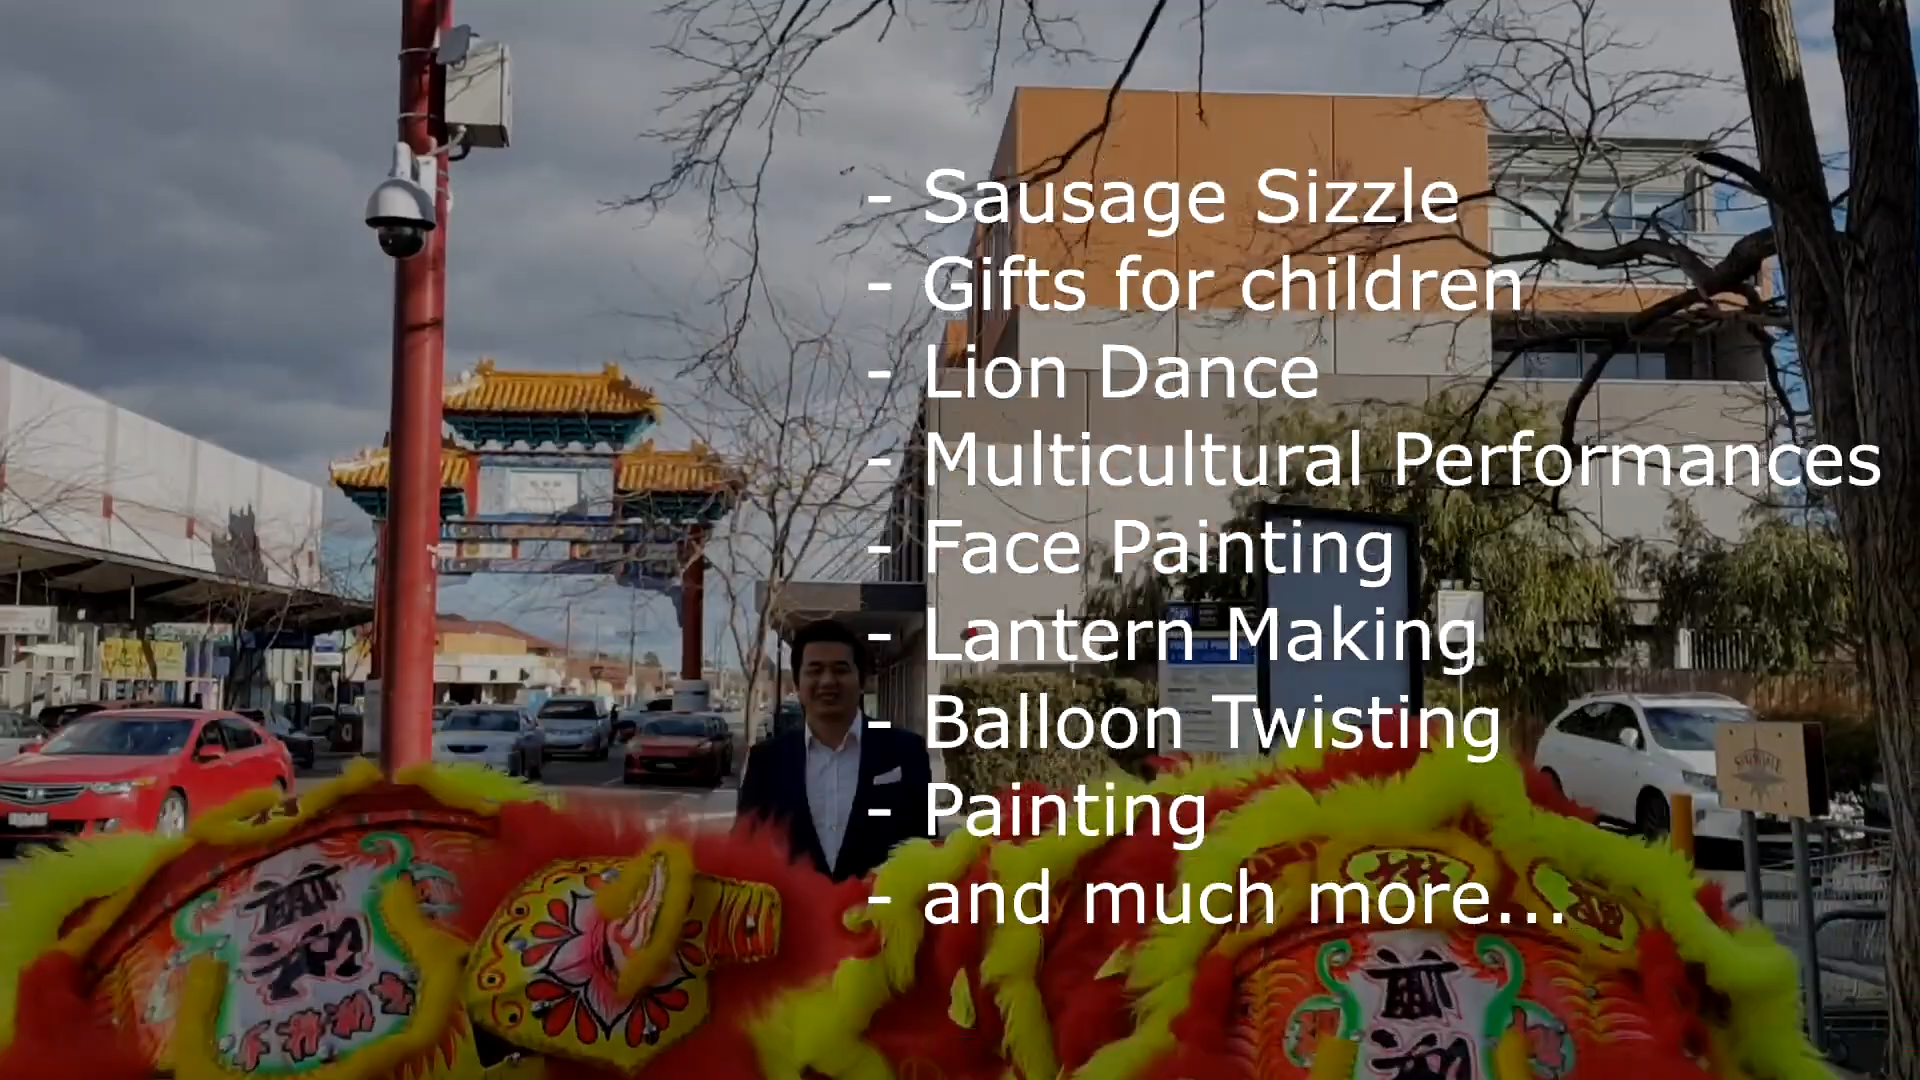 - Sausage Sizzle
- Gifts for children
- Lion Dance
- Multicultural Performances
- Face Painting
- Lantern Making
- Balloon Twisting
- Painting
- and much more...